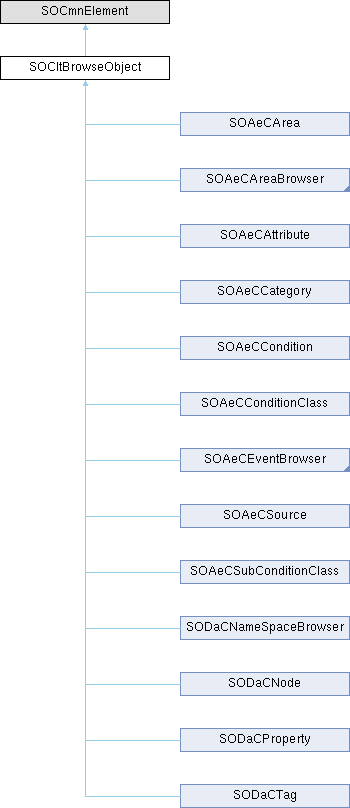 SOCmnElement
SOCltBrowseObject
SOAeCArea
SOAeCAreaBrowser
SOAeCAttribute
SOAeCCategory
SOAeCCondition
SOAeCConditionClass
SOAeCEventBrowser
SOAeCSource
SOAeCSubConditionClass
SODaCNameSpaceBrowser
SODaCNode
SODaCProperty
SODaCTag